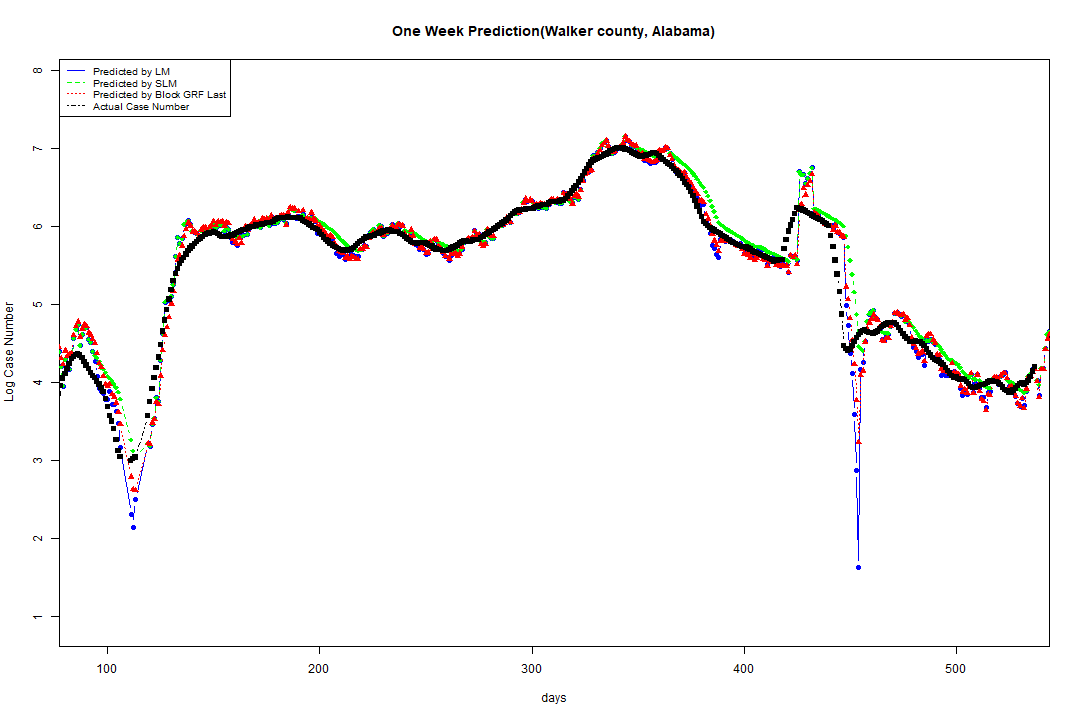 One Week Prediction(Walker county, Alabama)
Predicted by LM
Predicted by SLM
Predicted by Block GRF Last
Actual Case Number
8
7
6
5
4
3
2
1
Log Case Number
100 200 300 400 500
days